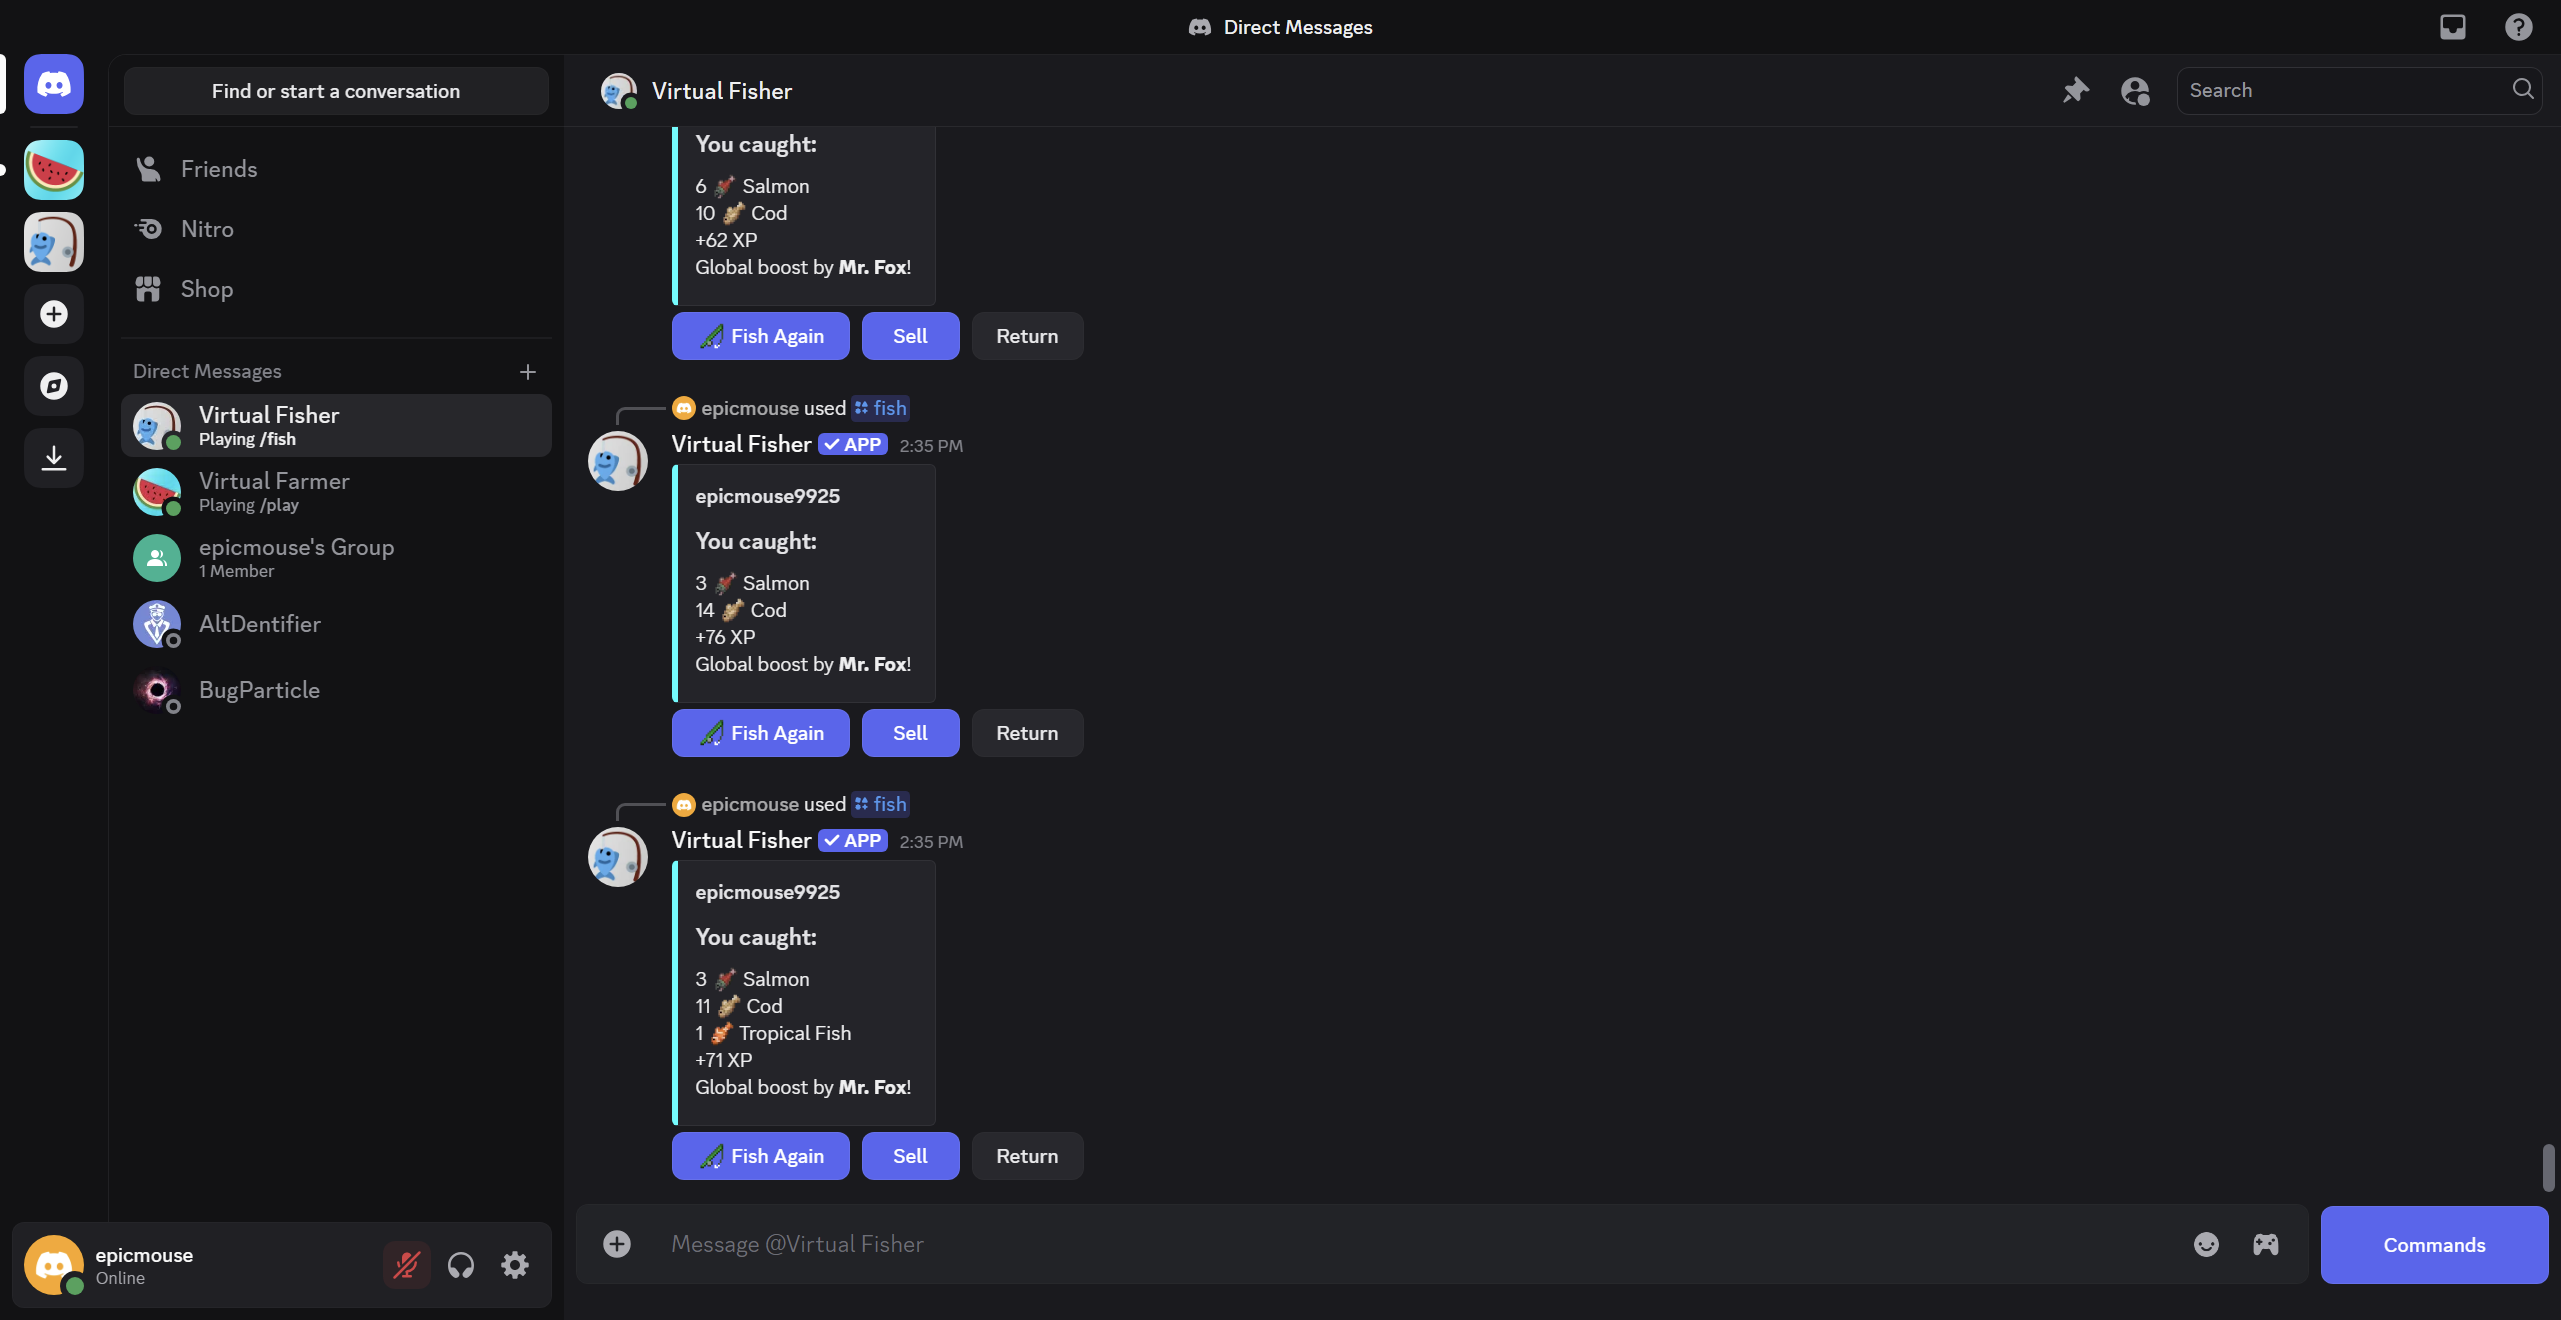 Direct Messages
Find or start a conversation
Friends
Nitro
Shop
Direct Messages
Virtual Fisher
Playing /fish
Virtual Farmer
Playing /play
epicmouse's Group
1 Member
AltDentifier
BugParticle
epicmouse
Online
Virtual Fisher
Search
You caught:
6 Salmon
10 Cod
+62 XP
Global boost by Mr. Fox!
Fish Again Sell Return
epicmouse used fish
Virtual Fisher APP 2:35 PM
epicmouse9925
You caught:
3 Salmon
14 Cod
+76 XP
Global boost by Mr. Fox!
Fish Again Sell Return
epicmouse used fish
Virtual Fisher APP 2:35 PM
epicmouse9925
You caught:
3 Salmon
11 Cod
1 Tropical Fish
+71 XP
Global boost by Mr. Fox!
Fish Again Sell Return
Message @Virtual Fisher
Commands